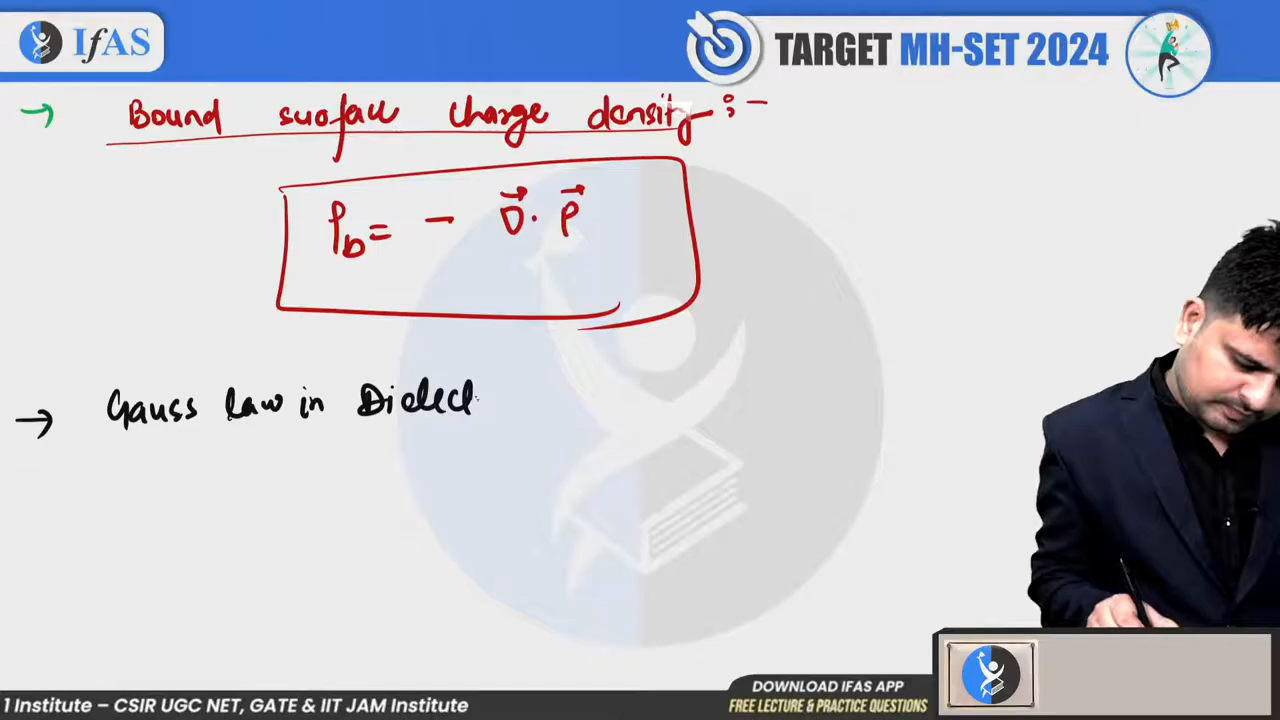 IFAS
TARGET MH-SET 2024
→ Bound surface charge density :-
ρb = - ∇⃗ · P⃗
→ Gauss law in Dielect
1 Institute – CSIR UGC NET, GATE & IIT JAM Institute
DOWNLOAD IFAS APP
FREE LECTURE & PRACTICE QUESTIONS